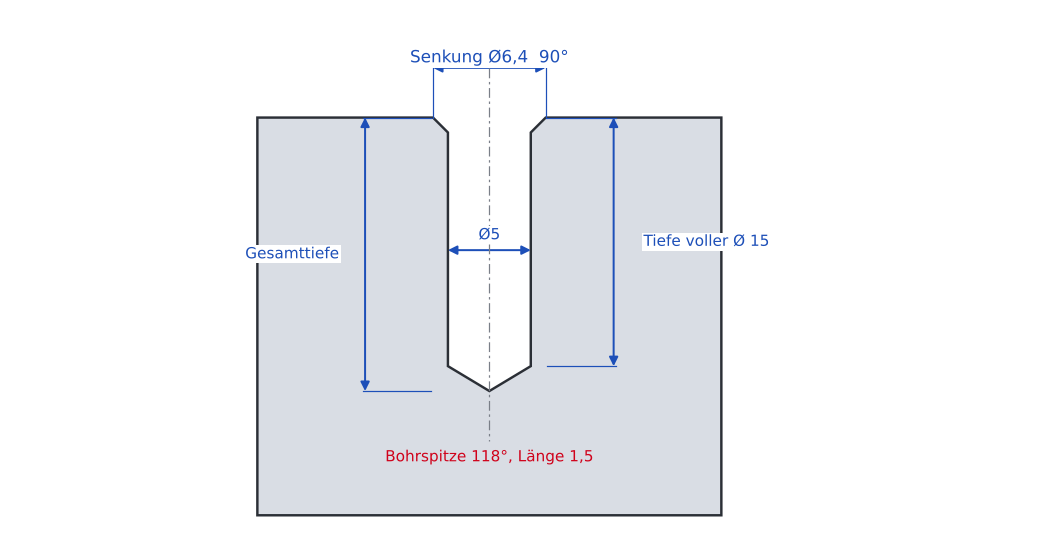 Senkung Ø6,4  90°
Ø5
Tiefe voller Ø 15
Gesamttiefe
Bohrspitze 118°, Länge 1,5